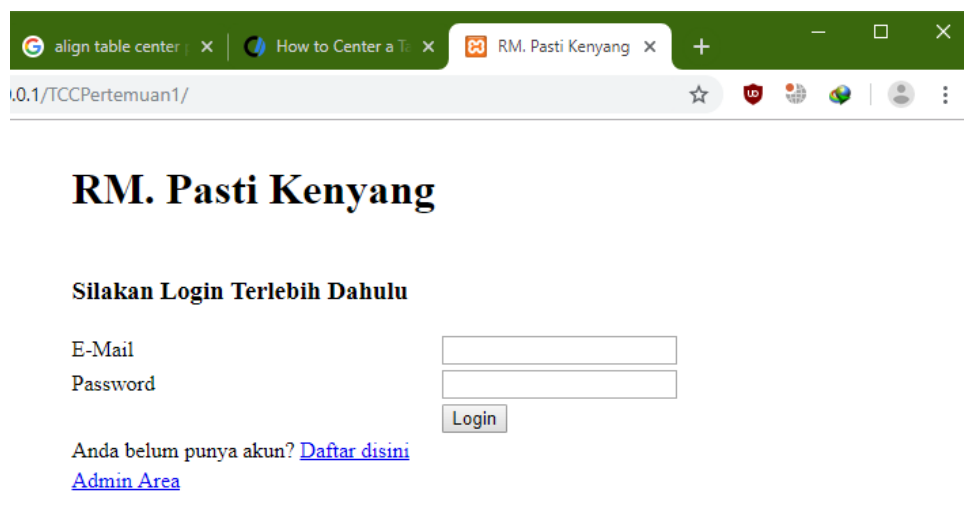 align table center
How to Center a Ta
RM. Pasti Kenyang
.0.1/TCCPertemuan1/
RM. Pasti Kenyang
Silakan Login Terlebih Dahulu
E-Mail
Password
Login
Anda belum punya akun? Daftar disini
Admin Area